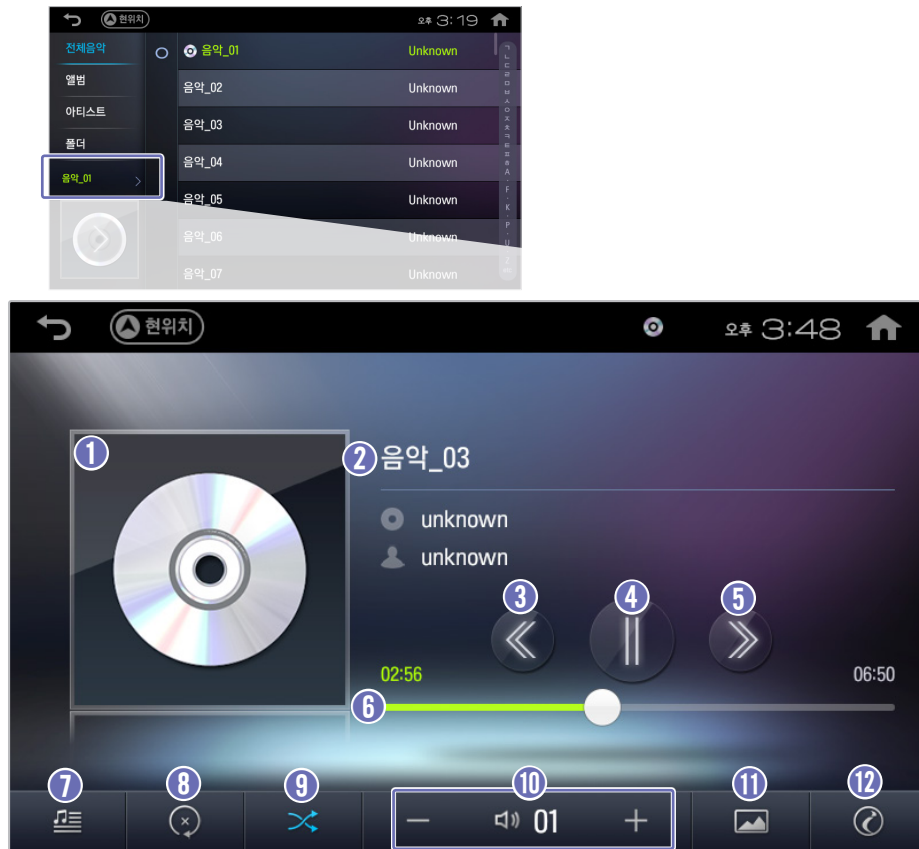 현위치
오후 3:19
전체음악
음악_01 Unknown
앨범
음악_02 Unknown
아티스트
음악_03 Unknown
폴더
음악_04 Unknown
음악_01
음악_05 Unknown
음악_06 Unknown
음악_07 Unknown
ㄱ
ㄴ
ㄷ
ㄹ
ㅁ
ㅂ
ㅅ
ㅇ
ㅈ
ㅊ
ㅋ
ㅌ
ㅍ
ㅎ
A
F
K
P
U
Z
현위치
오후 3:48
1
2 음악_03
unknown
unknown
3 4 5
02:56 06:50
6
7 8 9 10 11 12
01